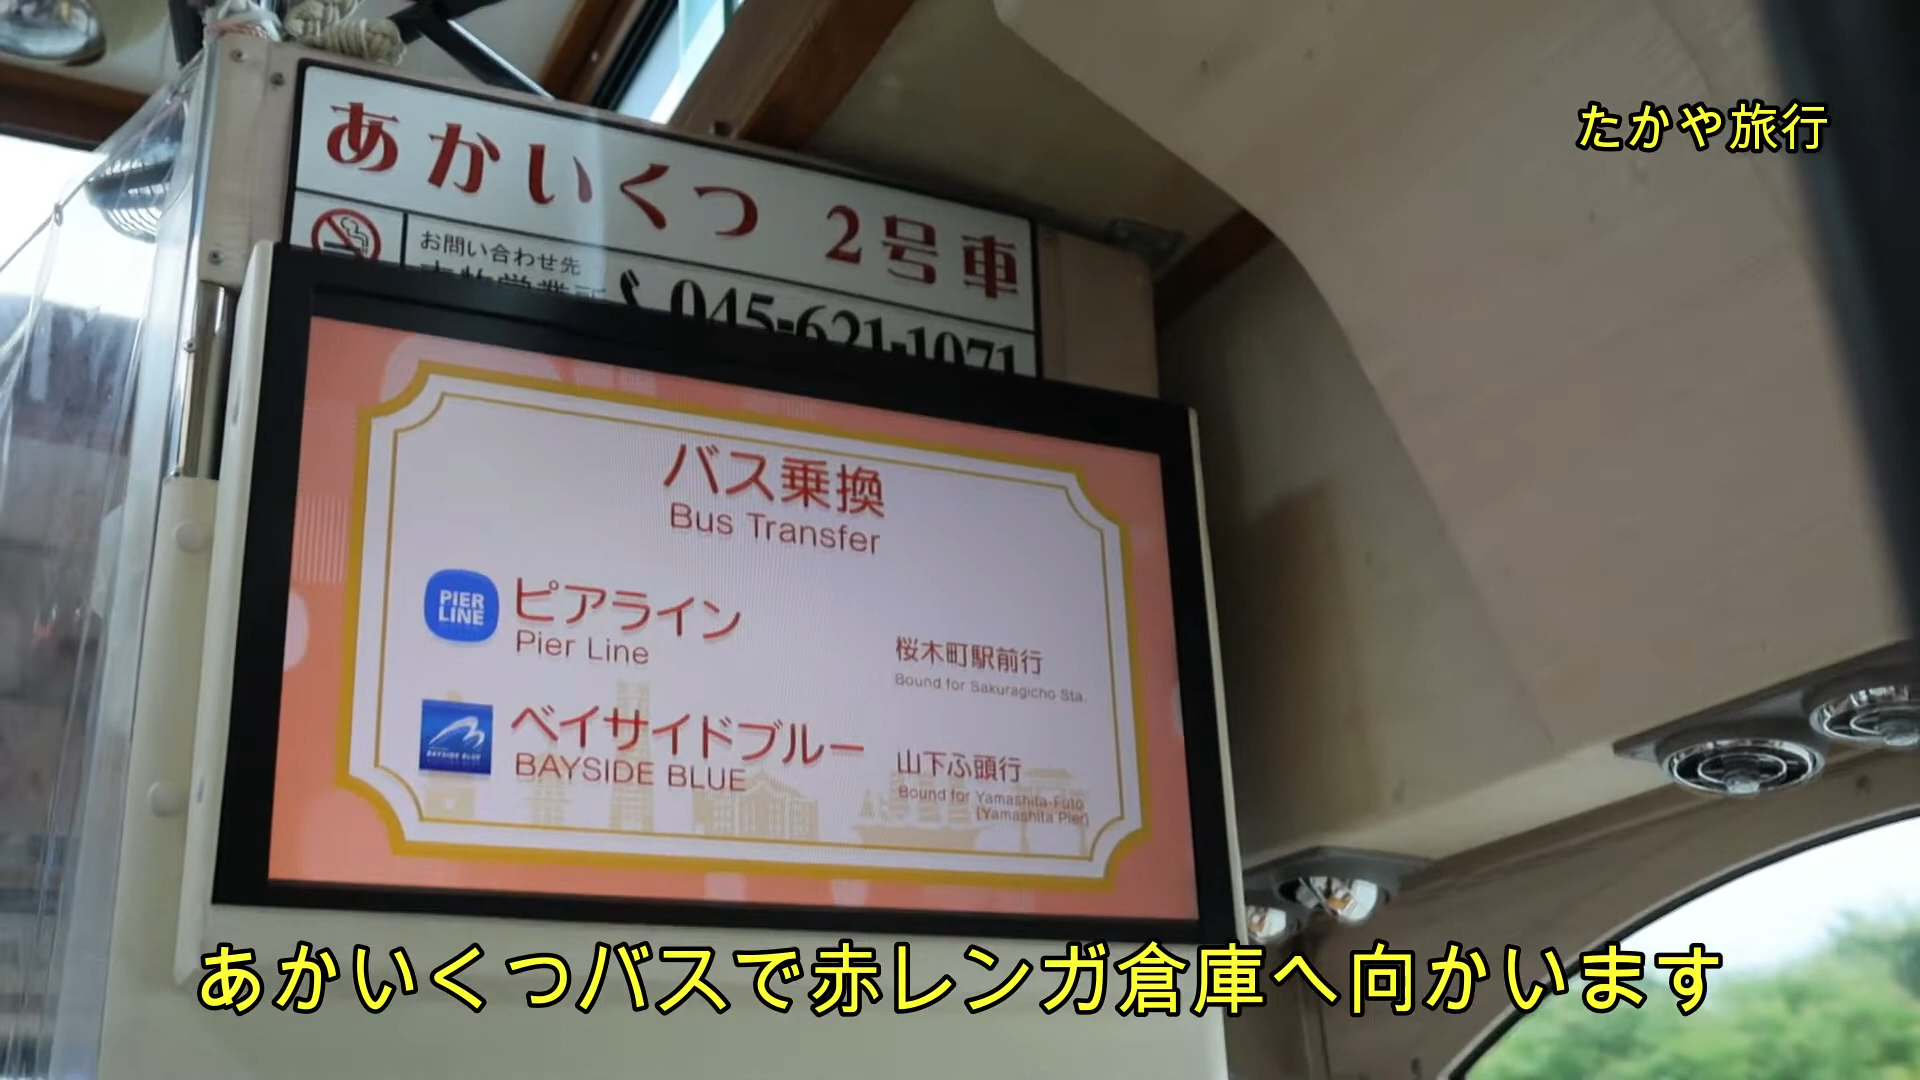 たかや旅行
あかいくつ 2号車
お問い合わせ先
045-621-1071
バス乗換
Bus Transfer
PIER
LINE
ピアライン
Pier Line
桜木町駅前行
Bound for Sakuragicho Sta.
BAYSIDE BLUE
ベイサイドブルー
BAYSIDE BLUE
山下ふ頭行
Bound for Yamashita-Futo
[Yamashita Pier]
あかいくつバスで赤レンガ倉庫へ向かいます